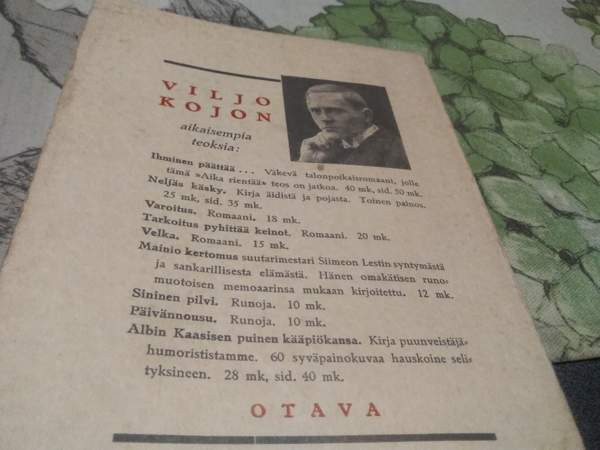 VILJO
KOJON
aikaisempia
teoksia:
Ihminen päättää . . . Väkevä talonpoikaisromaani, jolle
tämä »Aika rientää» teos on jatkoa. 40 mk, sid. 50 mk.
Neljäs käsky. Kirja äidistä ja pojasta. Toinen painos.
25 mk, sid. 35 mk.
Varoitus. Romaani. 18 mk.
Tarkoitus pyhittää keinot. Romaani. 20 mk.
Velka. Romaani. 15 mk.
Mainio kertomus suutarimestari Siimeon Lestin syntymästä
ja sankarillisesta elämästä. Hänen omakätisen runo-
muotoisen memoaarinsa mukaan kirjoitettu. 12 mk.
Sininen pilvi. Runoja. 10 mk.
Päivännousu. Runoja. 10 mk.
Albin Kaasisen puinen kääpiökansa. Kirja puunveistäjä-
humorististamme. 60 syväpainokuvaa hauskoine seli-
tyksineen. 28 mk, sid. 40 mk.
OTAVA